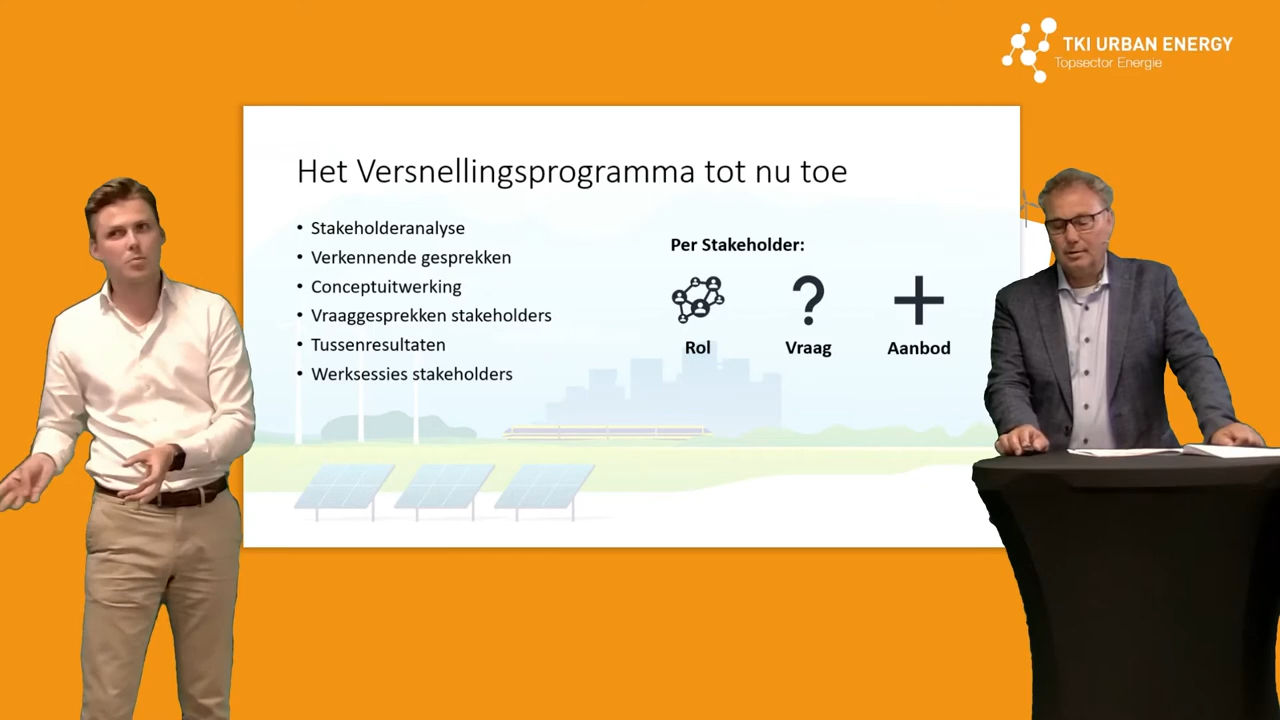 TKI URBAN ENERGY
Topsector Energie
Het Versnellingsprogramma tot nu toe
• Stakeholderanalyse
• Verkennende gesprekken
• Conceptuitwerking
• Vraaggesprekken stakeholders
• Tussenresultaten
• Werksessies stakeholders
Per Stakeholder:
Rol
Vraag
Aanbod